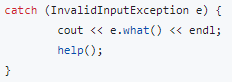 catch (InvalidInputException e) {
        cout << e.what() << endl;
        help();
}